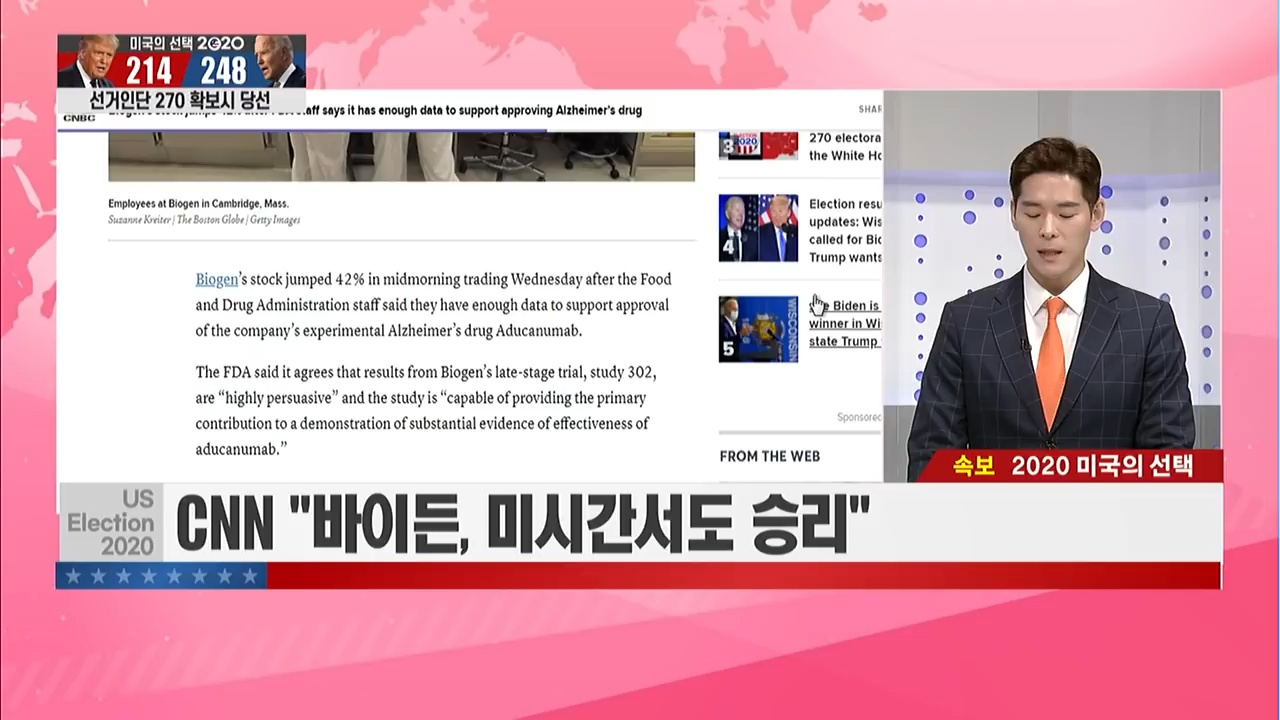 미국의 선택 2020
214 248
선거인단 270 확보시 당선
CNBC
aff says it has enough data to support approving Alzheimer's drug
SHAR
Employees at Biogen in Cambridge, Mass.
Suzanne Kreiter | The Boston Globe | Getty Images
Biogen's stock jumped 42% in midmorning trading Wednesday after the Food
and Drug Administration staff said they have enough data to support approval
of the company's experimental Alzheimer's drug Aducanumab.
The FDA said it agrees that results from Biogen's late-stage trial, study 302,
are “highly persuasive” and the study is “capable of providing the primary
contribution to a demonstration of substantial evidence of effectiveness of
aducanumab.”
3
2020
270 electora
the White Ho
4
Election resu
updates: Wis
called for Bid
Trump wants
5
WISCONSIN
Biden is
winner in Wi
state Trump
Sponsored
FROM THE WEB
속보 2020 미국의 선택
US
Election
2020
CNN "바이든, 미시간서도 승리"